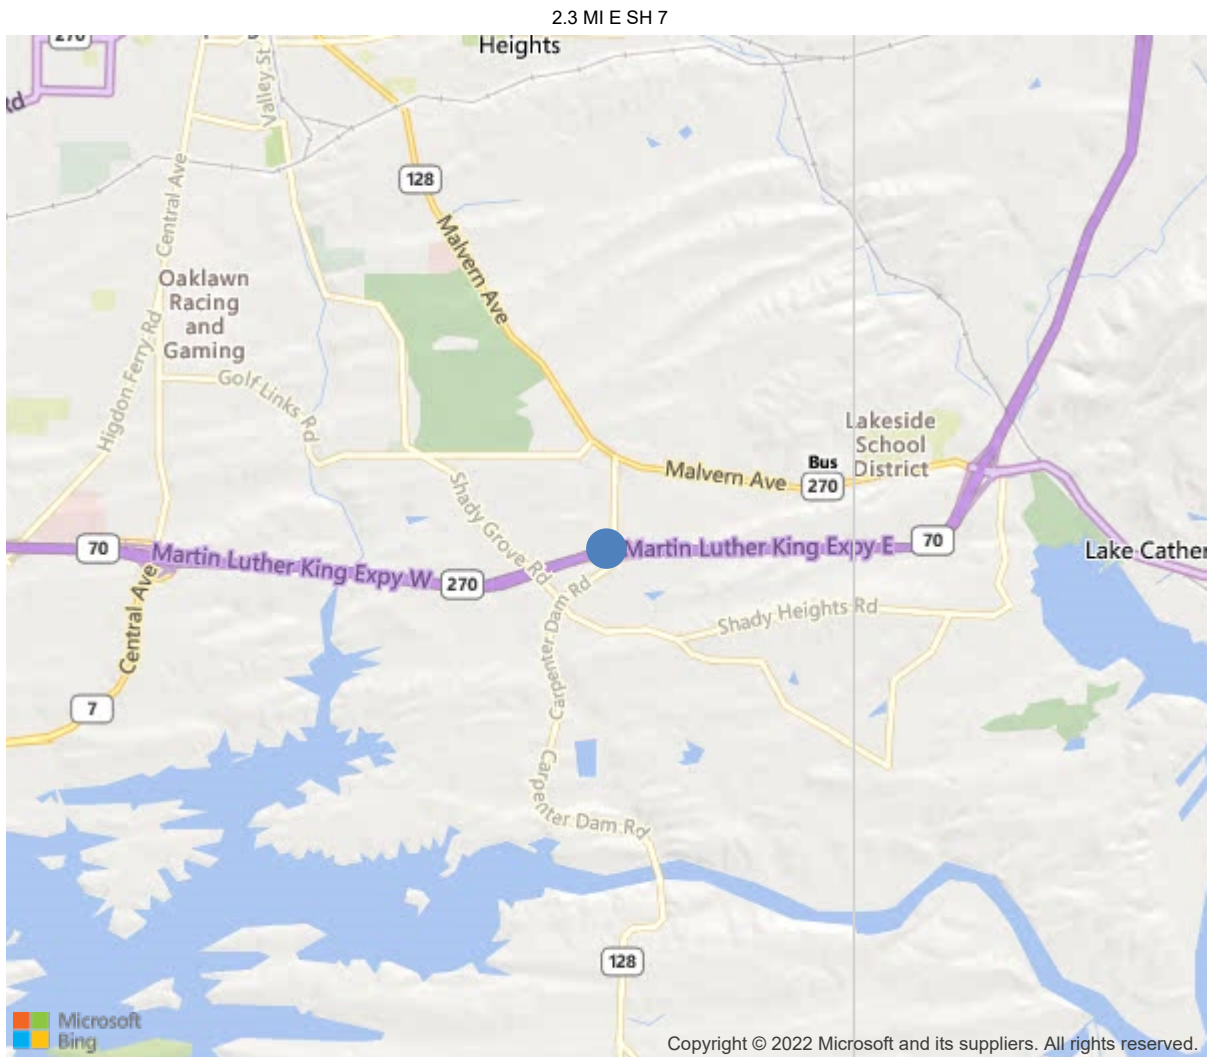 2.3 MI E SH 7
270
Heights
Rd
Valley St
128
Central Ave
Malvern Ave
Oaklawn
Racing
and
Gaming
Higdon Ferry Rd
Golf Links Rd
Lakeside
School
District
Bus
270
Malvern Ave
Shady Grove Rd
70
Martin Luther King Expy W
270
Martin Luther King Expy E
70
Lake Cather
Central Ave
Carpenter Dam Rd
Shady Heights Rd
7
Carpenter Dam Rd
128
Microsoft
Bing
Copyright © 2022 Microsoft and its suppliers. All rights reserved.